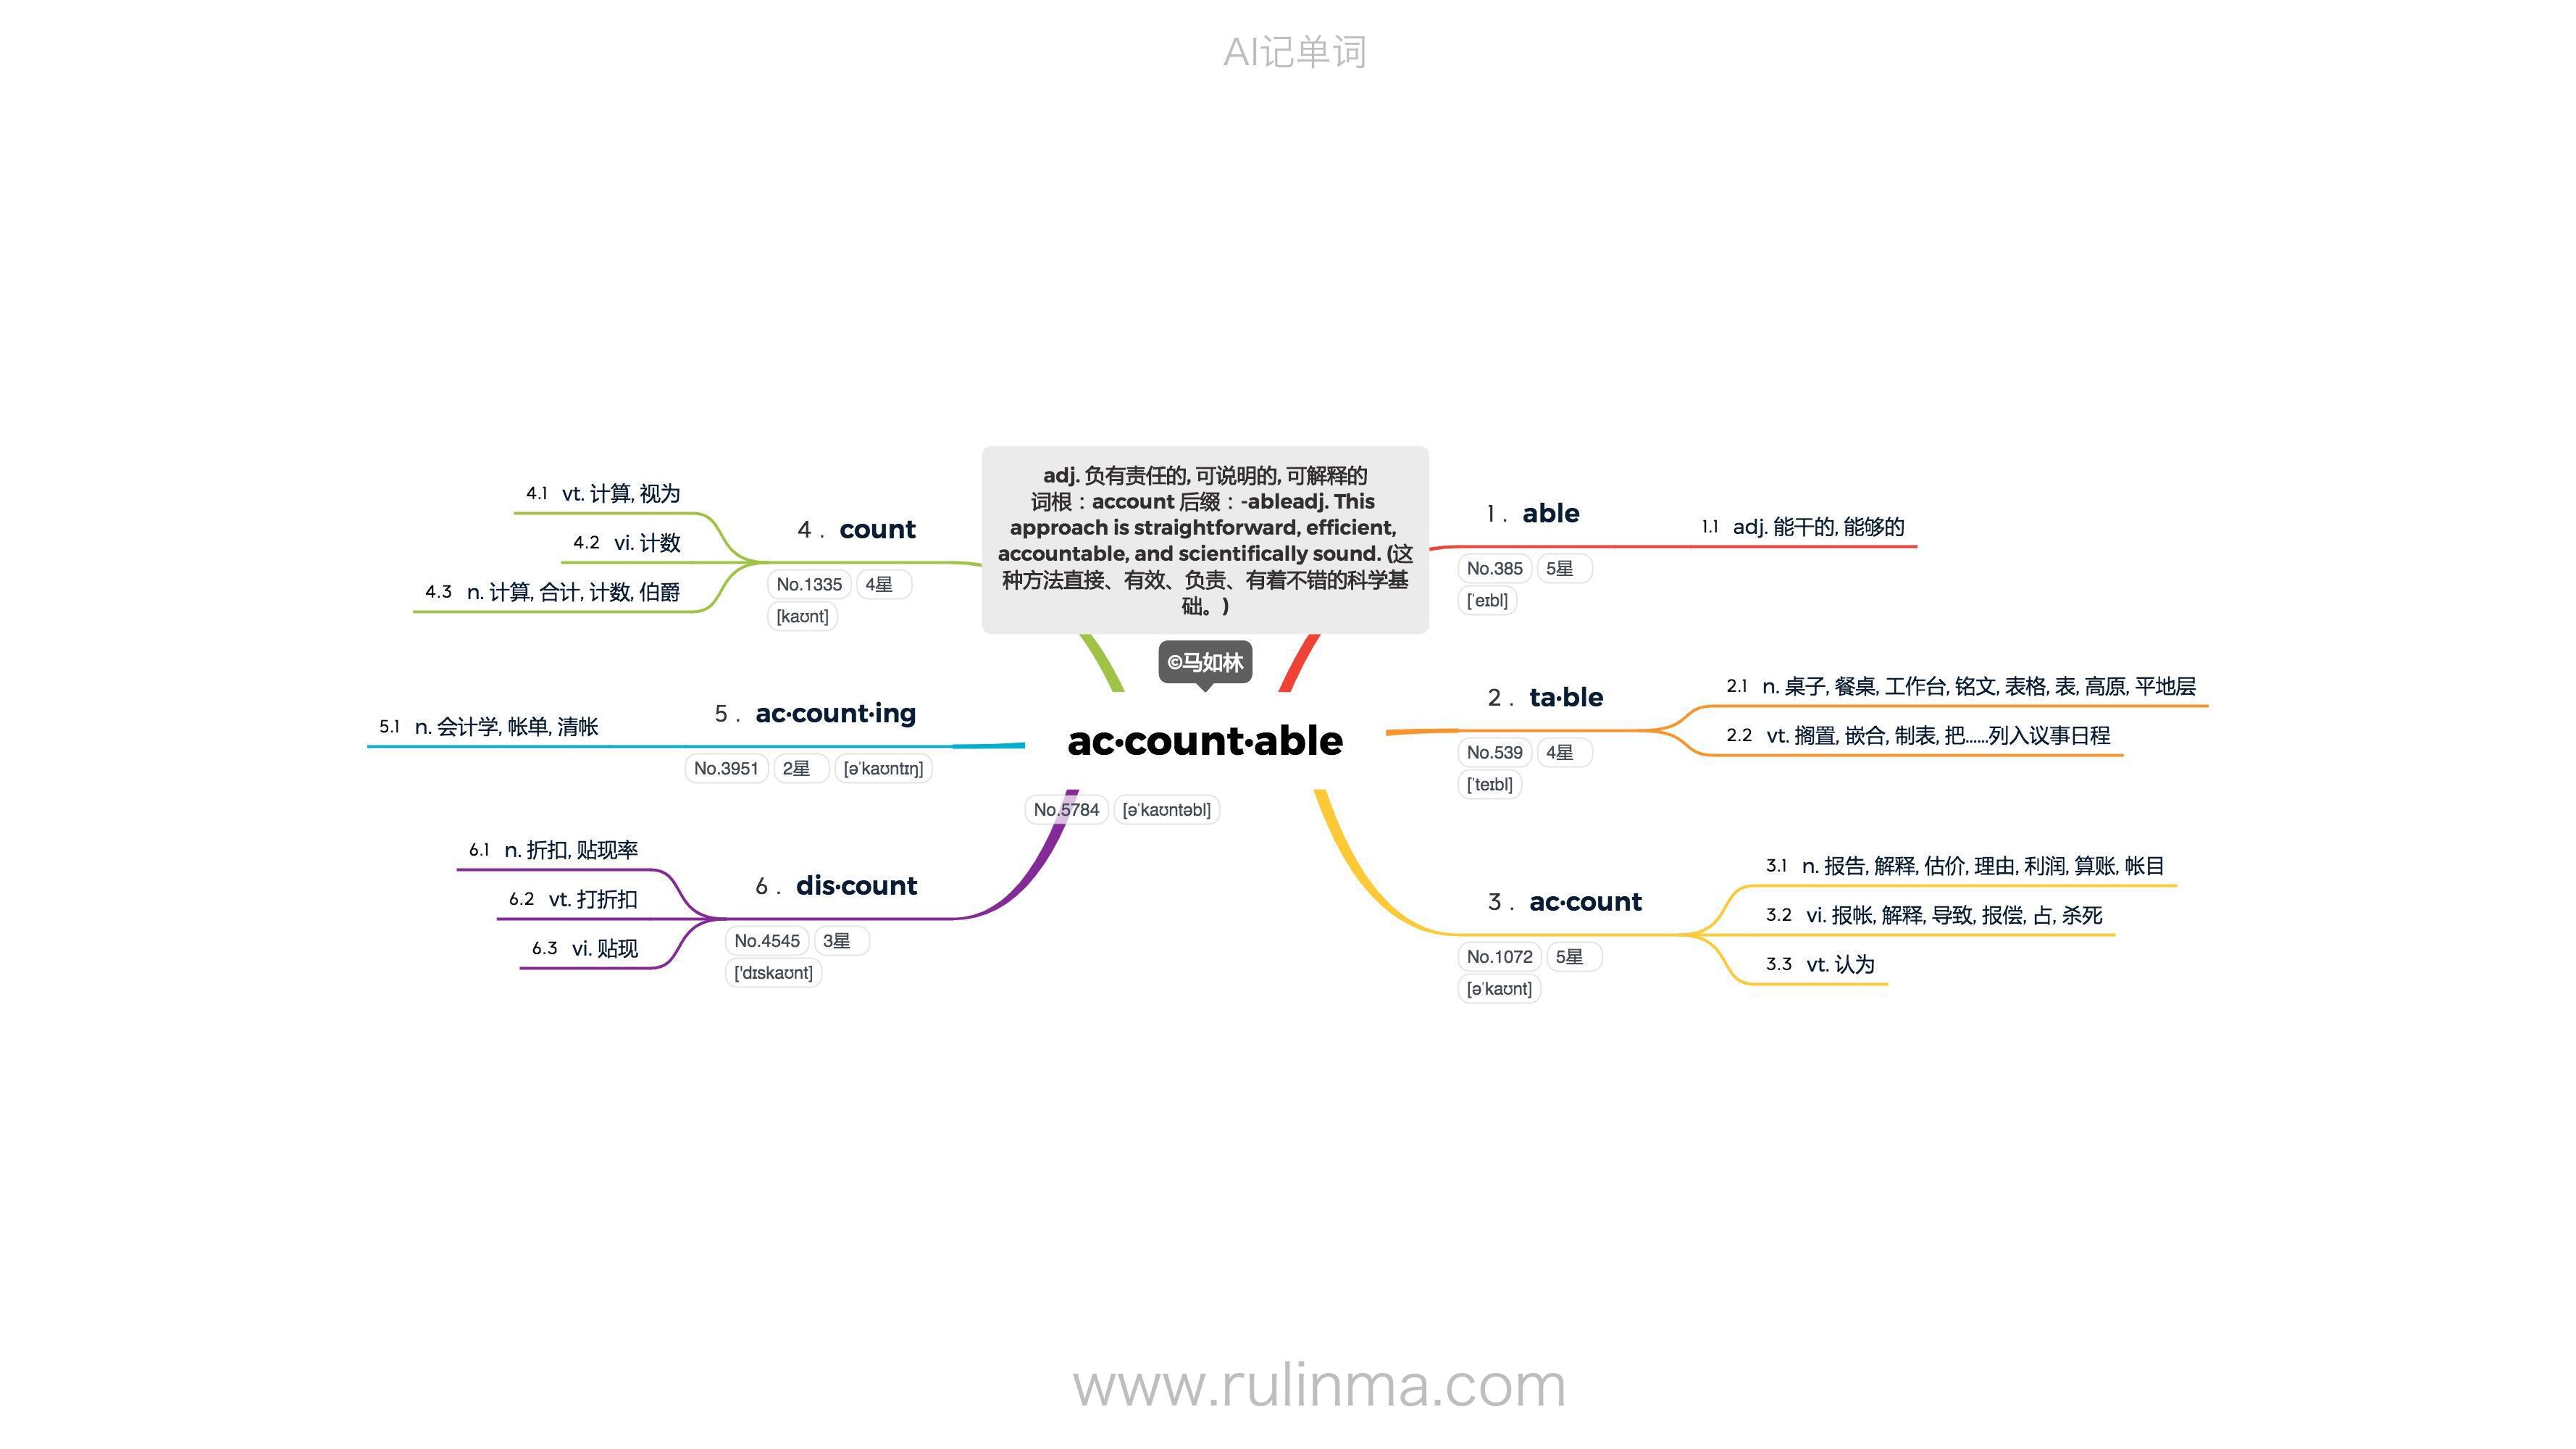 AI记单词
adj. 负有责任的, 可说明的, 可解释的
词根：account 后缀：-ableadj. This
approach is straightforward, efficient,
accountable, and scientifically sound. (这
种方法直接、有效、负责、有着不错的科学基
础。)
©马如林
ac·count·able
No.5784 [əˈkaʊntəbl]
1 . able
No.385 5星
[ˈeɪbl]
1.1 adj. 能干的, 能够的
2 . ta·ble
No.539 4星
[ˈteɪbl]
2.1 n. 桌子, 餐桌, 工作台, 铭文, 表格, 表, 高原, 平地层
2.2 vt. 搁置, 嵌合, 制表, 把……列入议事日程
3 . ac·count
No.1072 5星
[əˈkaʊnt]
3.1 n. 报告, 解释, 估价, 理由, 利润, 算账, 帐目
3.2 vi. 报帐, 解释, 导致, 报偿, 占, 杀死
3.3 vt. 认为
4 . count
No.1335 4星
[kaʊnt]
4.1 vt. 计算, 视为
4.2 vi. 计数
4.3 n. 计算, 合计, 计数, 伯爵
5 . ac·count·ing
No.3951 2星 [əˈkaʊntɪŋ]
5.1 n. 会计学, 帐单, 清帐
6 . dis·count
No.4545 3星
[ˈdɪskaʊnt]
6.1 n. 折扣, 贴现率
6.2 vt. 打折扣
6.3 vi. 贴现
www.rulinma.com